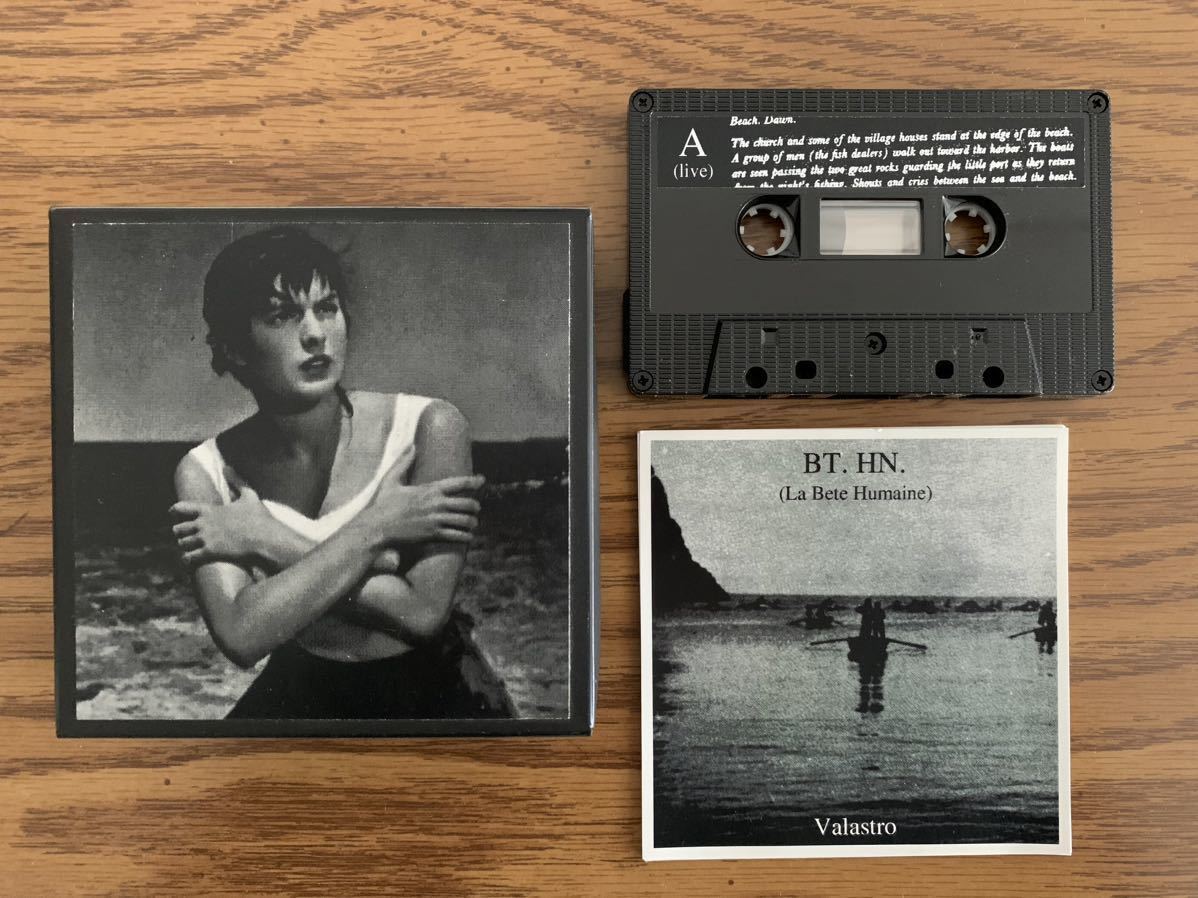 A
(live)
Beach. Dawn.
The church and some of the village houses stand at the edge of the beach.
A group of men (the fish dealers) walk out toward the harbor. The boats
are seen passing the two great rocks guarding the little port as they return
from the night's fishing. Shouts and cries between the sea and the beach.
BT. HN.
(La Bete Humaine)
Valastro